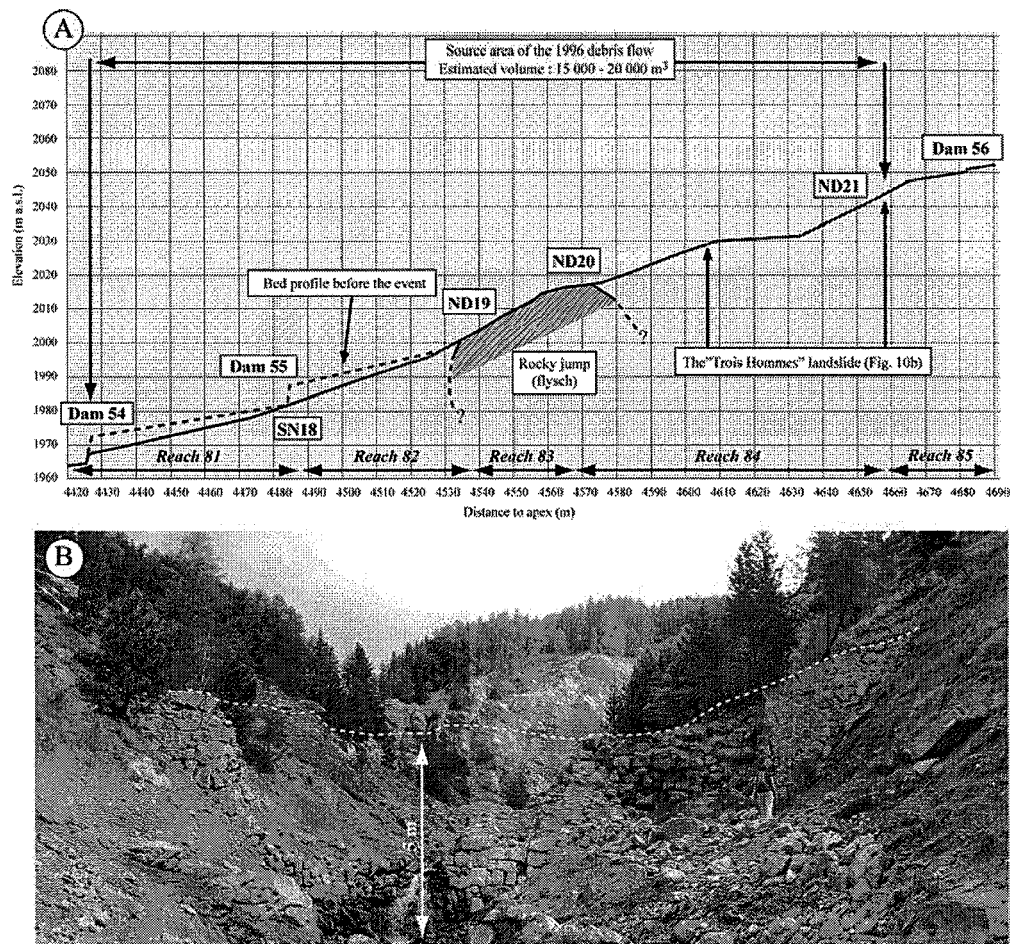 A
Source area of the 1996 debris flow
Estimated volume : 15 000 - 20 000 m³
2080
2070
2060
2050
2040
2030
2020
2010
2000
1990
1980
1970
1960
Elevation (m a.s.l.)
Dam 56
ND21
ND20
Bed profile before the event
ND19
Dam 55
Rocky jump
(flysch)
?
?
The "Trois Hommes" landslide (Fig. 10b)
Dam 54
SN18
Reach 81 Reach 82 Reach 83 Reach 84 Reach 85
4420 4430 4440 4450 4460 4470 4480 4490 4500 4510 4520 4530 4540 4550 4560 4570 4580 4590 4600 4610 4620 4630 4640 4650 4660 4670 4680 4690
Distance to apex (m)
B
5 m